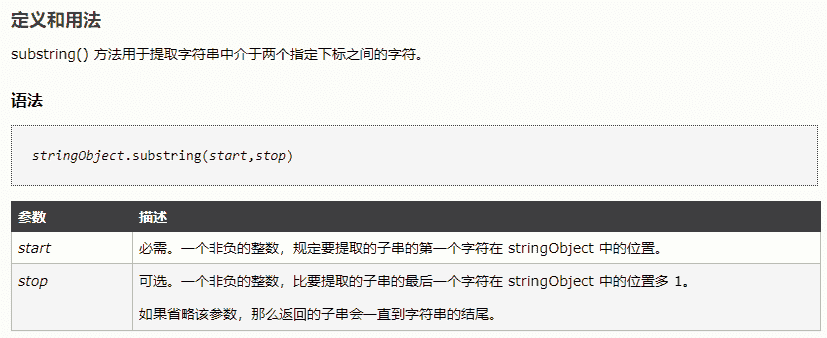 定义和用法
substring() 方法用于提取字符串中介于两个指定下标之间的字符。
语法
stringObject.substring(start,stop)
参数 描述
start 必需。一个非负的整数，规定要提取的子串的第一个字符在 stringObject 中的位置。
stop 可选。一个非负的整数，比要提取的子串的最后一个字符在 stringObject 中的位置多 1。
如果省略该参数，那么返回的子串会一直到字符串的结尾。